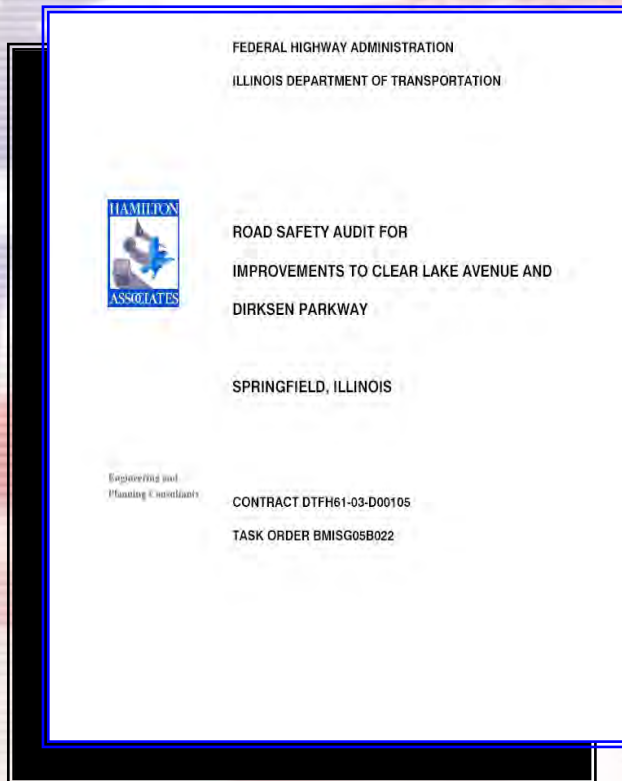 FEDERAL HIGHWAY ADMINISTRATION
ILLINOIS DEPARTMENT OF TRANSPORTATION
HAMILTON
ASSOCIATES
ROAD SAFETY AUDIT FOR
IMPROVEMENTS TO CLEAR LAKE AVENUE AND
DIRKSEN PARKWAY
SPRINGFIELD, ILLINOIS
Engineering and
Planning Consultants
CONTRACT DTFH61-03-D00105
TASK ORDER BMISG05B022